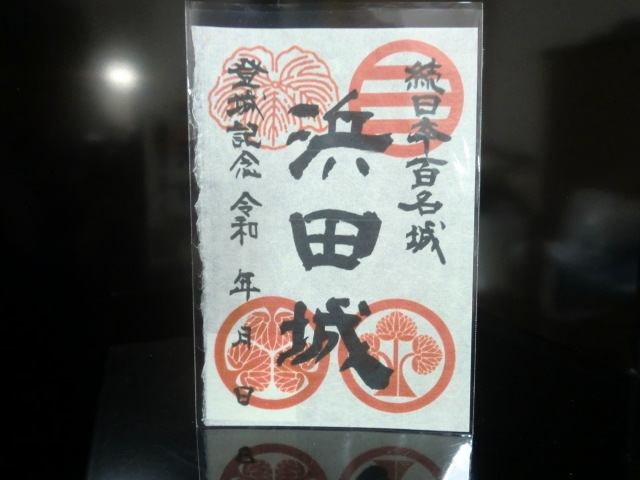 続日本百名城
浜田城
登城記念 令和 年 月 日